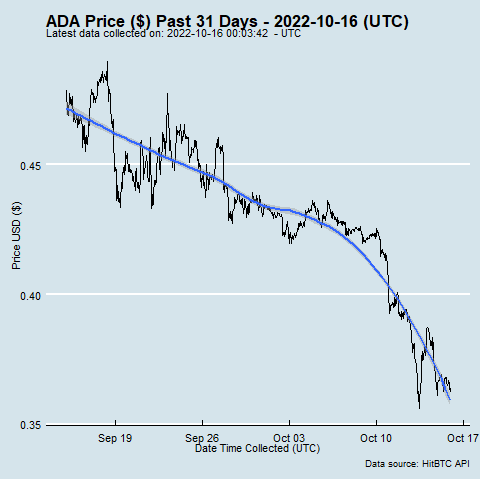 ADA Price ($) Past 31 Days - 2022-10-16 (UTC)
Latest data collected on: 2022-10-16 00:03:42 - UTC
0.45
Price USD ($)
0.40
0.35
Sep 19 Sep 26 Oct 03 Oct 10 Oct 17
Date Time Collected (UTC)
Data source: HitBTC API